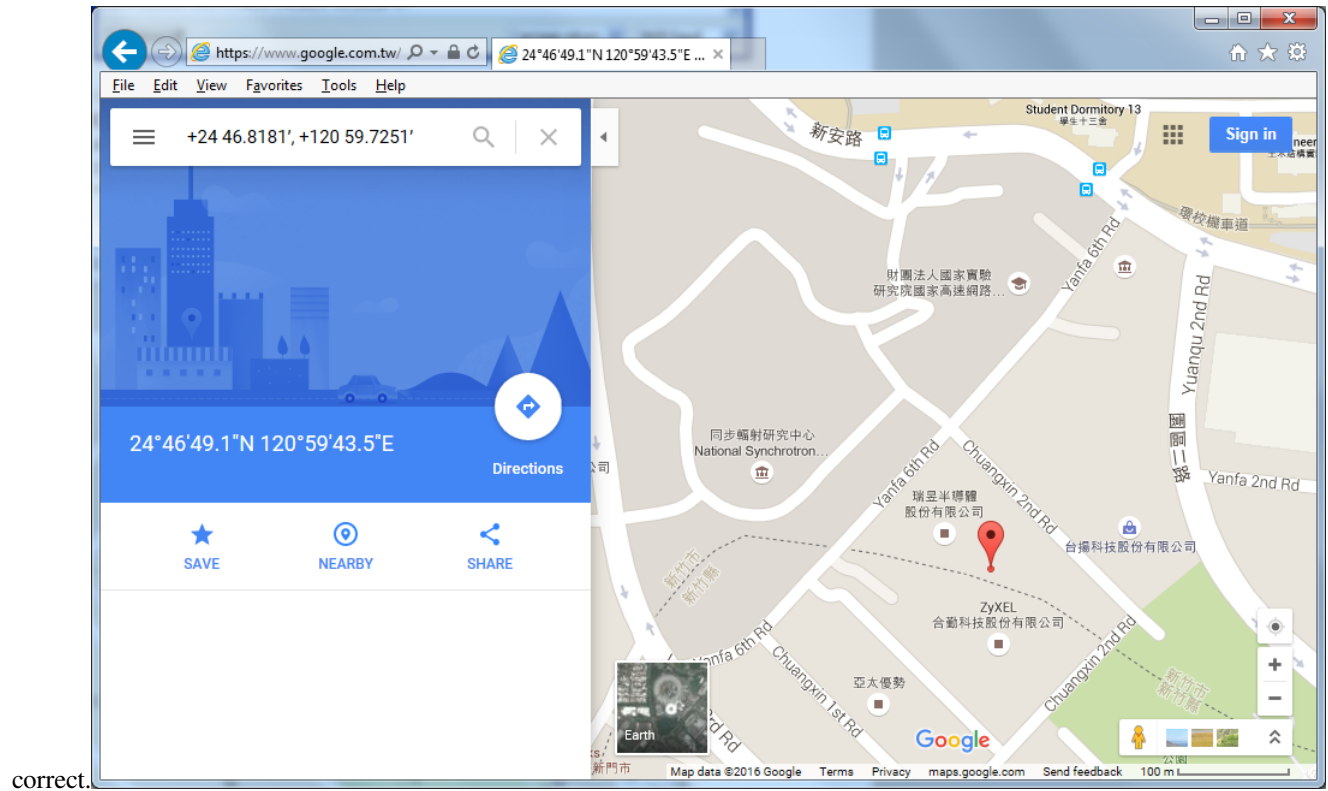 https://www.google.com.tw/
24°46'49.1"N 120°59'43.5"E ...
File Edit View Favorites Tools Help
+24 46.8181', +120 59.7251'
Student Dormitory 13
學生十三舍
Sign in
新安路
環校機車道
Yanfa 6th Rd
財團法人國家實驗
研究院國家高速網路...
Yuanqu 2nd Rd
24°46'49.1"N 120°59'43.5"E
Directions
公司
同步輻射研究中心
National Synchrotron...
Yanfa 6th Rd
Chuangxin 2nd Rd
園區二路
Yanfa 2nd Rd
瑞昱半導體
股份有限公司
台揚科技股份有限公司
SAVE
NEARBY
SHARE
新竹市
新竹縣
ZyXEL
合勤科技股份有限公司
Yanfa 6th Rd
Chuangxin 1st Rd
Chuangxin 2nd Rd
新竹市
新竹縣
亞太優勢
Earth
3rd Rd
Google
公園
新門市
Map data ©2016 Google Terms Privacy maps.google.com Send feedback 100 m
correct.